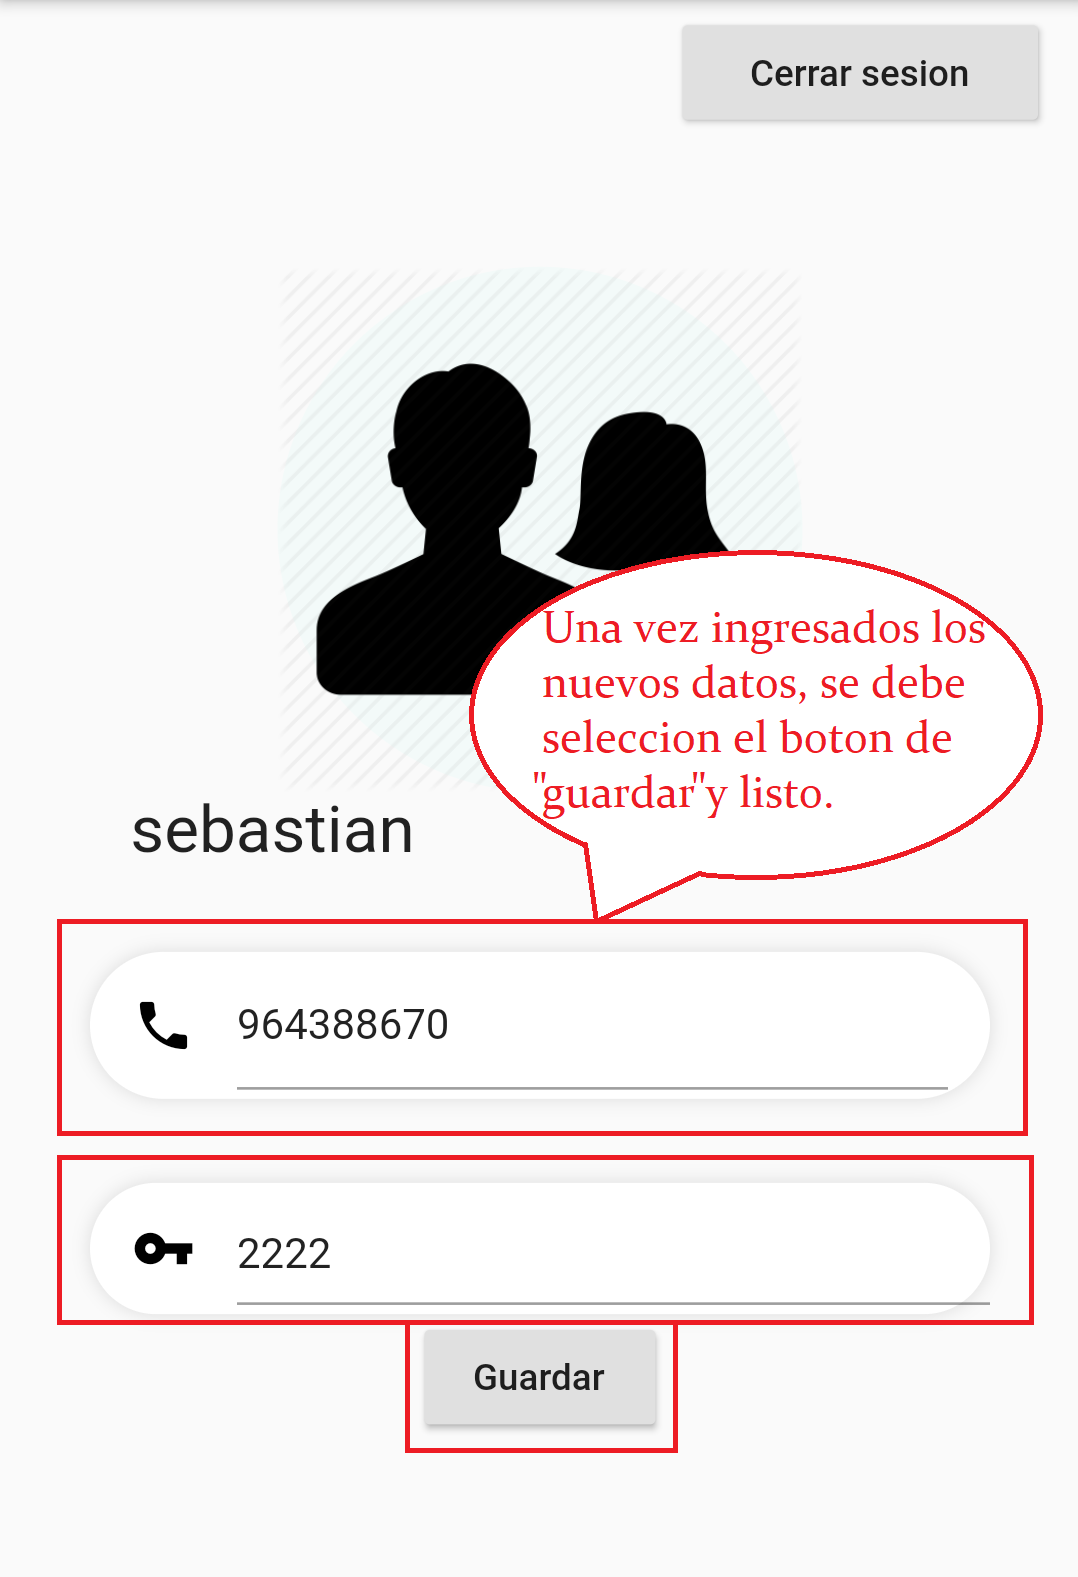 Cerrar sesion
Una vez ingresados los
nuevos datos, se debe
seleccion el boton de
"guardar"y listo.
sebastian
964388670
2222
Guardar